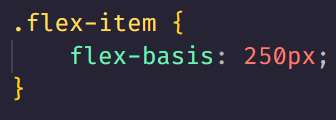 .flex-item {
    flex-basis: 250px;
}